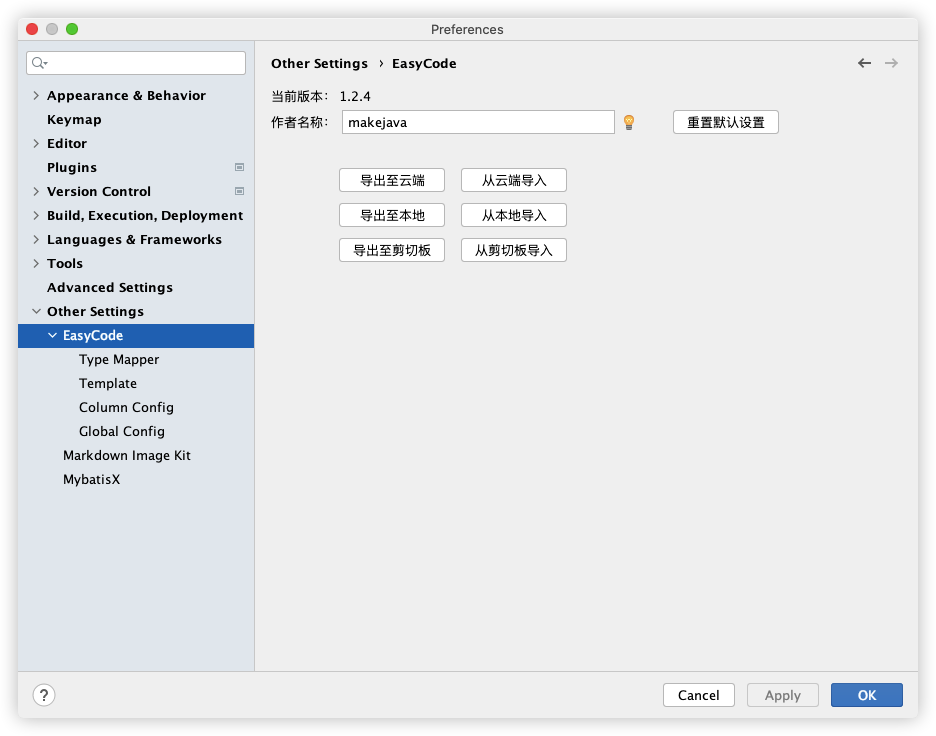 Preferences
Appearance & Behavior
Keymap
Editor
Plugins
Version Control
Build, Execution, Deployment
Languages & Frameworks
Tools
Advanced Settings
Other Settings
EasyCode
Type Mapper
Template
Column Config
Global Config
Markdown Image Kit
MybatisX
Other Settings › EasyCode
当前版本： 1.2.4
作者名称： makejava 重置默认设置
导出至云端 从云端导入
导出至本地 从本地导入
导出至剪切板 从剪切板导入
? Cancel Apply OK